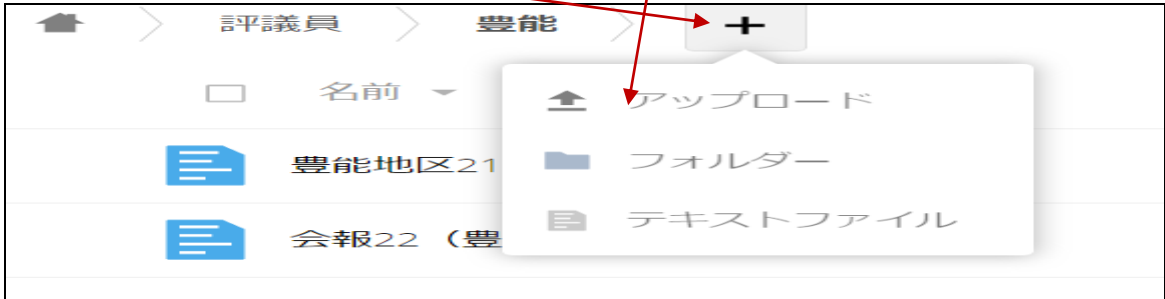 評議員 豊能 +
名前
アップロード
豊能地区21
フォルダー
会報22（豊
テキストファイル